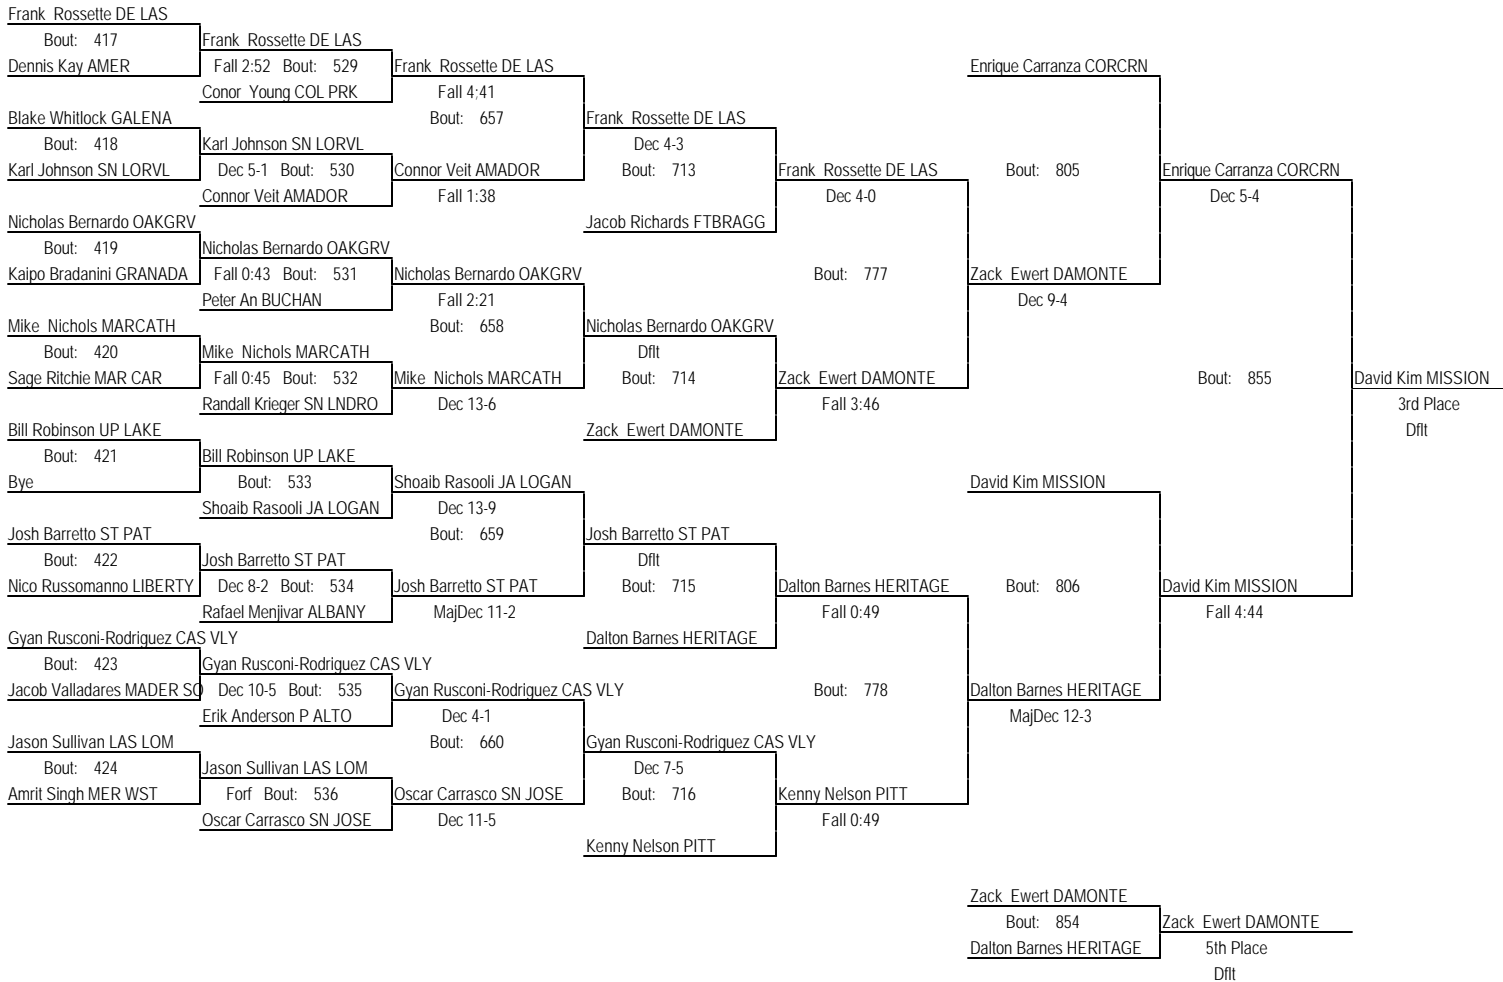 Frank  Rossette DE LAS
Bout: 417 Frank  Rossette DE LAS
Dennis Kay AMER Fall 2:52 Bout: 529 Frank  Rossette DE LAS Enrique Carranza CORCRN
Conor  Young COL PRK Fall 4:41
Blake Whitlock GALENA Bout: 657 Frank  Rossette DE LAS
Bout: 418 Karl Johnson SN LORVL Dec 4-3
Karl Johnson SN LORVL Dec 5-1 Bout: 530 Connor Veit AMADOR Bout: 713 Frank  Rossette DE LAS Bout: 805 Enrique Carranza CORCRN
Connor Veit AMADOR Fall 1:38 Dec 4-0 Dec 5-4
Nicholas Bernardo OAKGRV Jacob Richards FTBRAGG
Bout: 419 Nicholas Bernardo OAKGRV
Kaipo Bradanini GRANADA Fall 0:43 Bout: 531 Nicholas Bernardo OAKGRV Bout: 777 Zack  Ewert DAMONTE
Peter An BUCHAN Fall 2:21 Dec 9-4
Mike  Nichols MARCATH Bout: 658 Nicholas Bernardo OAKGRV
Bout: 420 Mike  Nichols MARCATH Dflt
Sage Ritchie MAR CAR Fall 0:45 Bout: 532 Mike  Nichols MARCATH Bout: 714 Zack  Ewert DAMONTE Bout: 855 David Kim MISSION
Randall Krieger SN LNDRO Dec 13-6 Fall 3:46 3rd Place
Bill Robinson UP LAKE Zack  Ewert DAMONTE Dflt
Bout: 421 Bill Robinson UP LAKE
Bye Bout: 533 Shoaib Rasooli JA LOGAN David Kim MISSION
Shoaib Rasooli JA LOGAN Dec 13-9
Josh Barretto ST PAT Bout: 659 Josh Barretto ST PAT
Bout: 422 Josh Barretto ST PAT Dflt
Nico Russomanno LIBERTY Dec 8-2 Bout: 534 Josh Barretto ST PAT Bout: 715 Dalton Barnes HERITAGE Bout: 806 David Kim MISSION
Rafael Menjivar ALBANY MajDec 11-2 Fall 0:49 Fall 4:44
Gyan Rusconi-Rodriguez CAS VLY Dalton Barnes HERITAGE
Bout: 423 Gyan Rusconi-Rodriguez CAS VLY
Jacob Valladares MADER SO Dec 10-5 Bout: 535 Gyan Rusconi-Rodriguez CAS VLY Bout: 778 Dalton Barnes HERITAGE
Erik Anderson P ALTO Dec 4-1 MajDec 12-3
Jason Sullivan LAS LOM Bout: 660 Gyan Rusconi-Rodriguez CAS VLY
Bout: 424 Jason Sullivan LAS LOM Dec 7-5
Amrit Singh MER WST Forf Bout: 536 Oscar Carrasco SN JOSE Bout: 716 Kenny Nelson PITT
Oscar Carrasco SN JOSE Dec 11-5 Fall 0:49
Kenny Nelson PITT
Zack  Ewert DAMONTE
Bout: 854 Zack  Ewert DAMONTE
Dalton Barnes HERITAGE 5th Place
Dflt